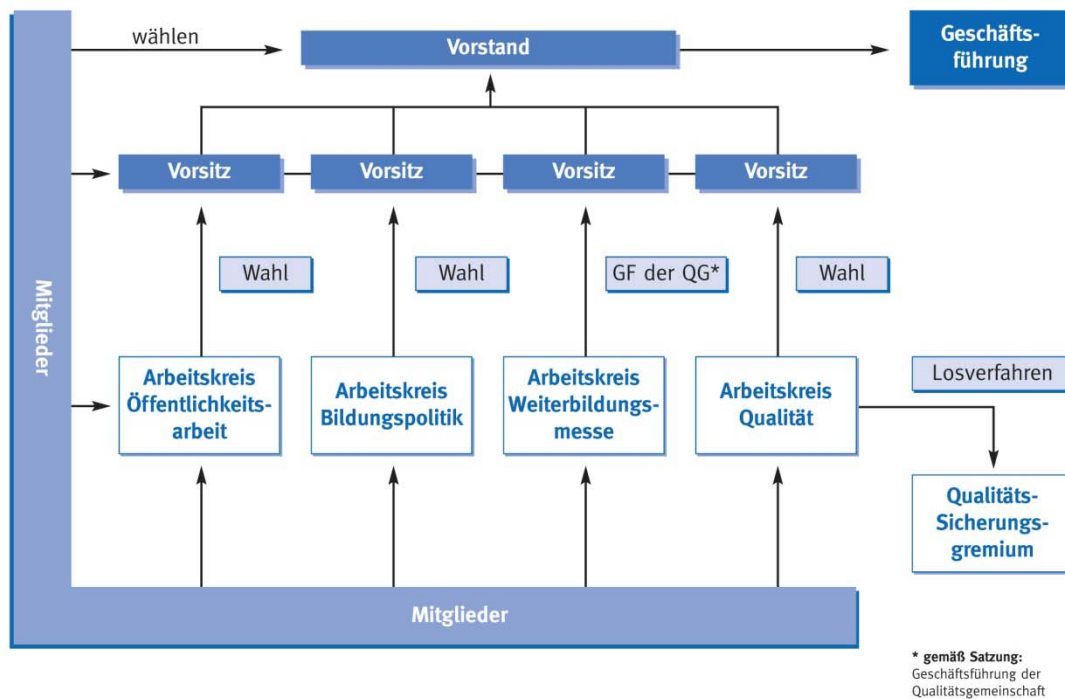 wählen
Vorstand
Geschäfts-
führung
Vorsitz
Vorsitz
Vorsitz
Vorsitz
Wahl
Wahl
GF der QG*
Wahl
Mitglieder
Arbeitskreis
Öffentlichkeits-
arbeit
Arbeitskreis
Bildungspolitik
Arbeitskreis
Weiterbildungs-
messe
Arbeitskreis
Qualität
Losverfahren
Qualitäts-
Sicherungs-
gremium
Mitglieder
* gemäß Satzung:
Geschäftsführung der
Qualitätsgemeinschaft